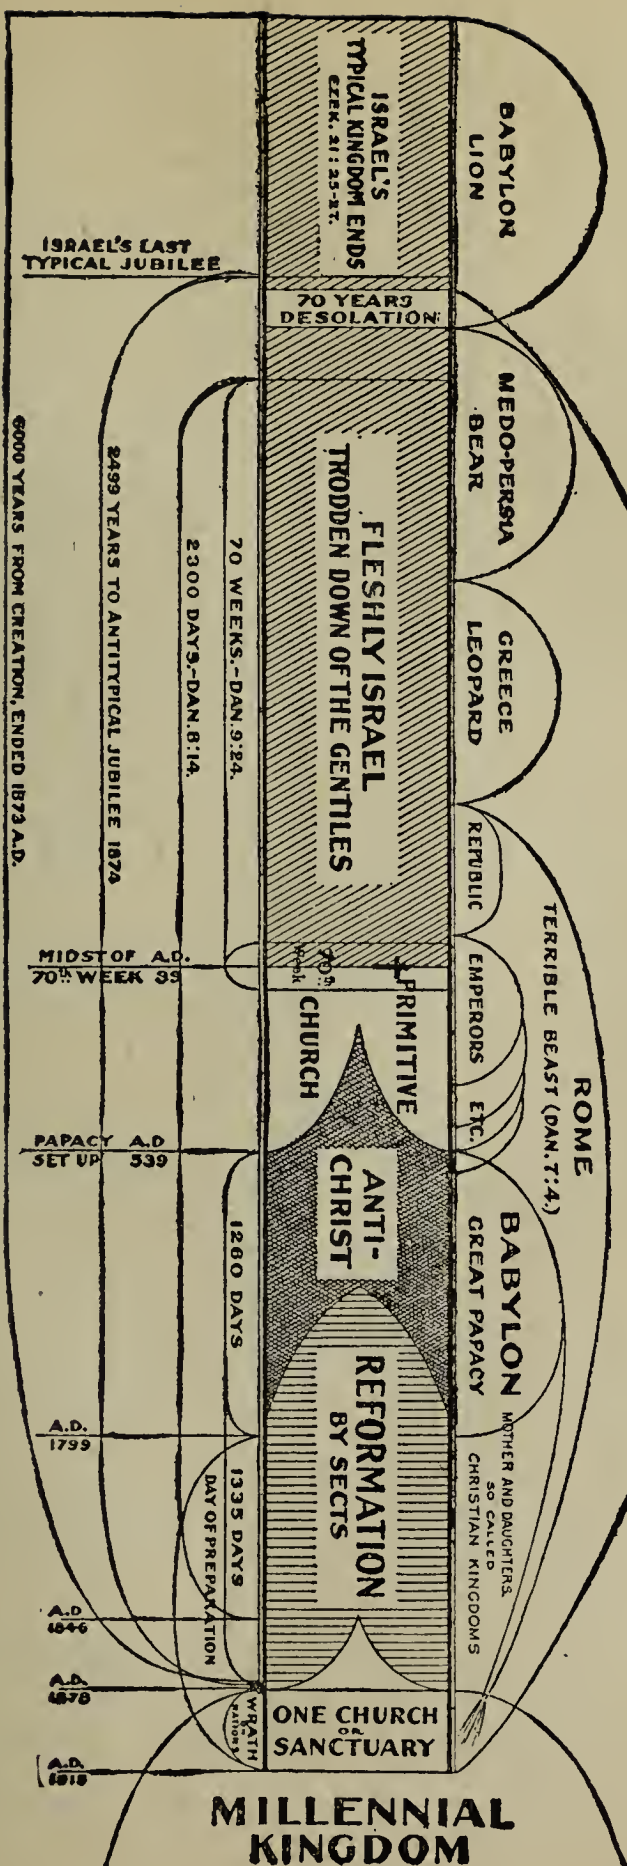 ISRAEL'S
TYPICAL KINGDOM ENDS
EZEK. 21:25-27.
BABYLON
LION
ISRAEL'S LAST
TYPICAL JUBILEE
70 YEARS
DESOLATION
MEDO-PERSIA
BEAR
6000 YEARS FROM CREATION, ENDED 1873 A.D.
2499 YEARS TO ANTITYPICAL JUBILEE 1874
2300 DAYS.-DAN. 8:14.
70 WEEKS.-DAN. 9:24.
FLESHLY ISRAEL
TRODDEN DOWN OF THE GENTILES
GREECE
LEOPARD
REPUBLIC
EMPERORS
ETC.
ROME
TERRIBLE BEAST (DAN. 7:4.)
MIDST OF A.D.
70TH WEEK 33
70th
Week
PRIMITIVE
CHURCH
PAPACY A.D
SET UP 539
ANTI-
CHRIST
BABYLON
GREAT PAPACY
1260 DAYS
REFORMATION
BY SECTS
MOTHER AND DAUGHTERS.
SO CALLED
CHRISTIAN KINGDOMS
A.D.
1799
1335 DAYS
DAY OF PREPARATION
A.D
1846
A.D.
1878
WRATH
ON
NATIONS
ONE CHURCH
OR
SANCTUARY
A.D.
MILLENNIAL
KINGDOM